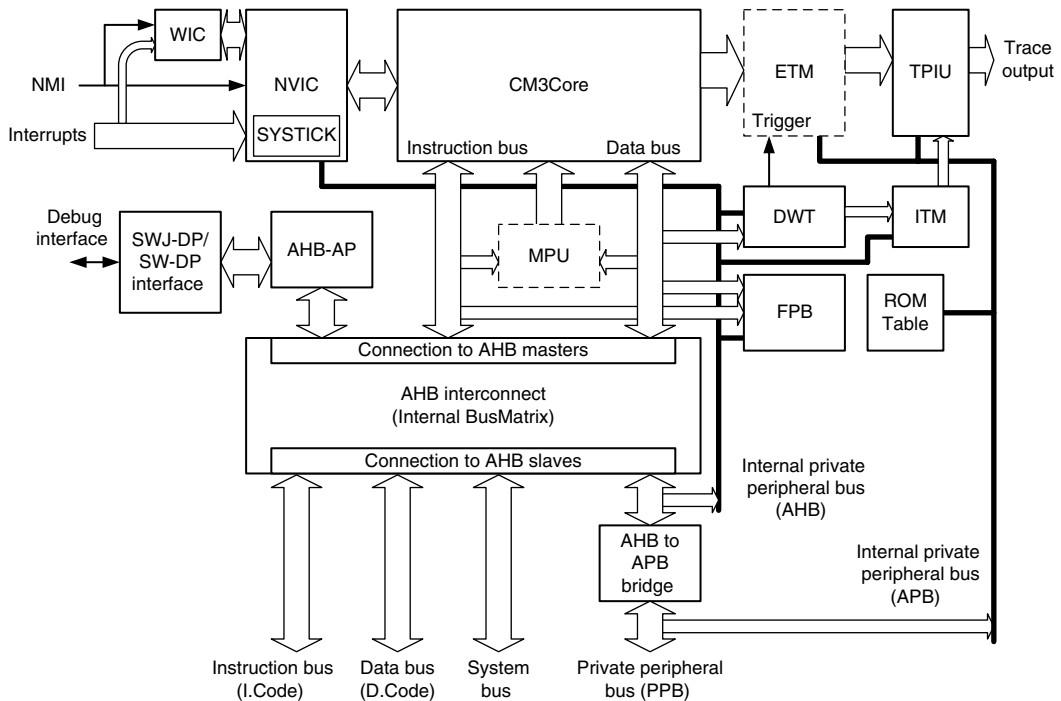 WIC
NMI
NVIC
CM3Core
ETM
TPIU
Trace
output
Interrupts
SYSTICK
Instruction bus
Data bus
Trigger
Debug
interface
SWJ-DP/
SW-DP
interface
AHB-AP
MPU
DWT
ITM
FPB
ROM
Table
Connection to AHB masters
AHB interconnect
(Internal BusMatrix)
Connection to AHB slaves
Internal private
peripheral bus
(AHB)
AHB to
APB
bridge
Internal private
peripheral bus
(APB)
Instruction bus
(I.Code)
Data bus
(D.Code)
System
bus
Private peripheral
bus (PPB)